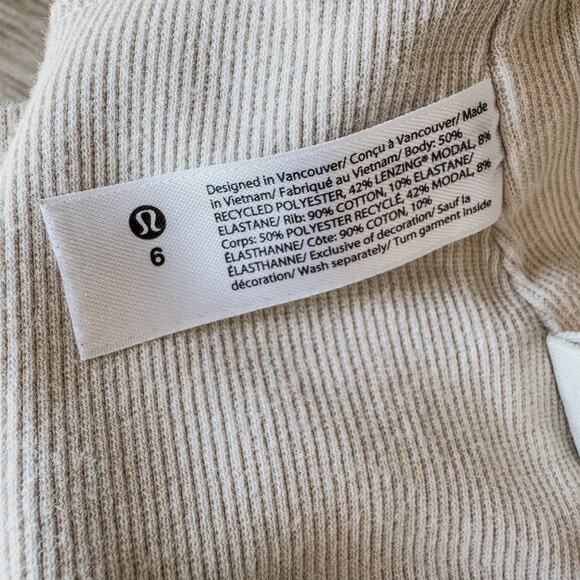 6
Designed in Vancouver/ Conçu à Vancouver/ Made
in Vietnam/ Fabriqué au Vietnam/ Body: 50%
RECYCLED POLYESTER, 42% LENZING® MODAL, 8%
ELASTANE/ Rib: 90% COTTON, 10% ELASTANE/
Corps: 50% POLYESTER RECYCLÉ, 42% MODAL, 8%
ÉLASTHANNE/ Côte: 90% COTON, 10%
ÉLASTHANNE/ Exclusive of decoration/ Sauf la
décoration/ Wash separately/ Turn garment inside